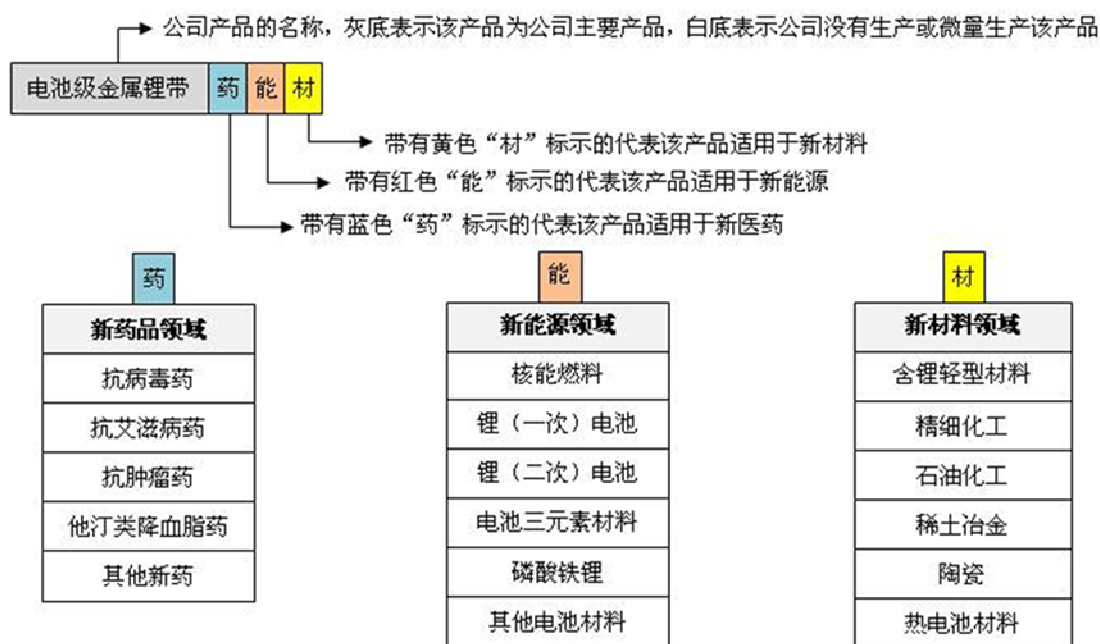 公司产品的名称，灰底表示该产品为公司主要产品，白底表示公司没有生产或微量生产该产品
电池级金属锂带 药 能 材
带有黄色“材”标示的代表该产品适用于新材料
带有红色“能”标示的代表该产品适用于新能源
带有蓝色“药”标示的代表该产品适用于新医药
药
新药品领域
抗病毒药
抗艾滋病药
抗肿瘤药
他汀类降血脂药
其他新药
能
新能源领域
核能燃料
锂（一次）电池
锂（二次）电池
电池三元素材料
磷酸铁锂
其他电池材料
材
新材料领域
含锂轻型材料
精细化工
石油化工
稀土冶金
陶瓷
热电池材料